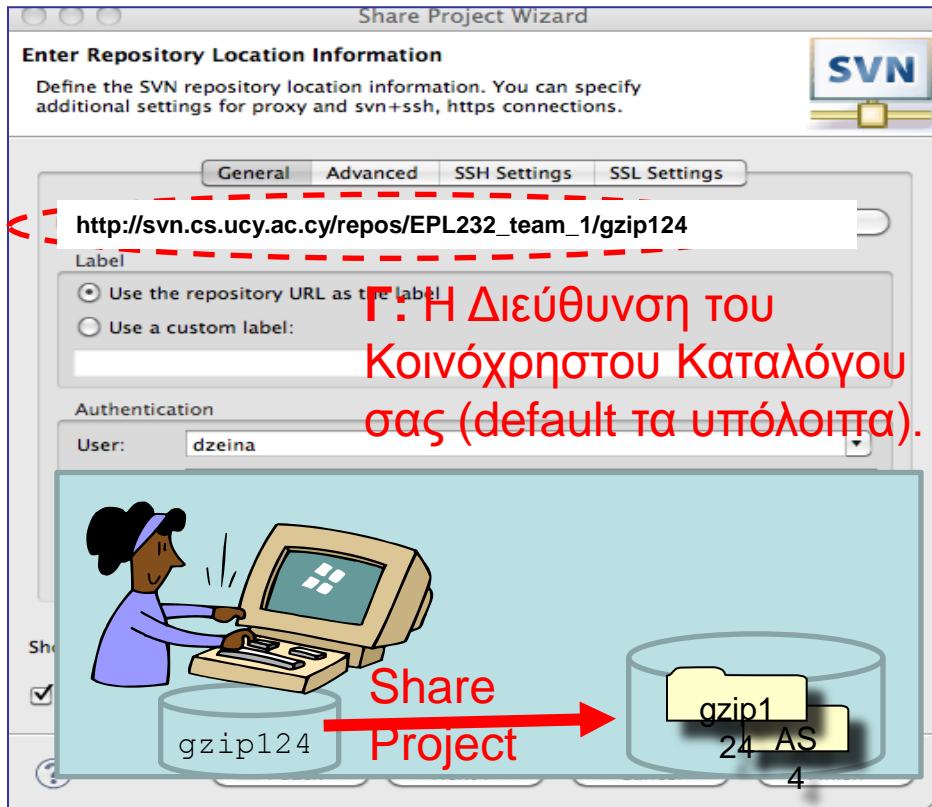 Share Project Wizard
Enter Repository Location Information
Define the SVN repository location information. You can specify
additional settings for proxy and svn+ssh, https connections.
SVN
General Advanced SSH Settings SSL Settings
http://svn.cs.ucy.ac.cy/repos/EPL232_team_1/gzip124
Label
Use the repository URL as the label
Use a custom label:
Γ: Η Διεύθυνση του
Κοινόχρηστου Καταλόγου
σας (default τα υπόλοιπα).
Authentication
User: dzeina
Share
Project
gzip124
gzip1
24
AS
4